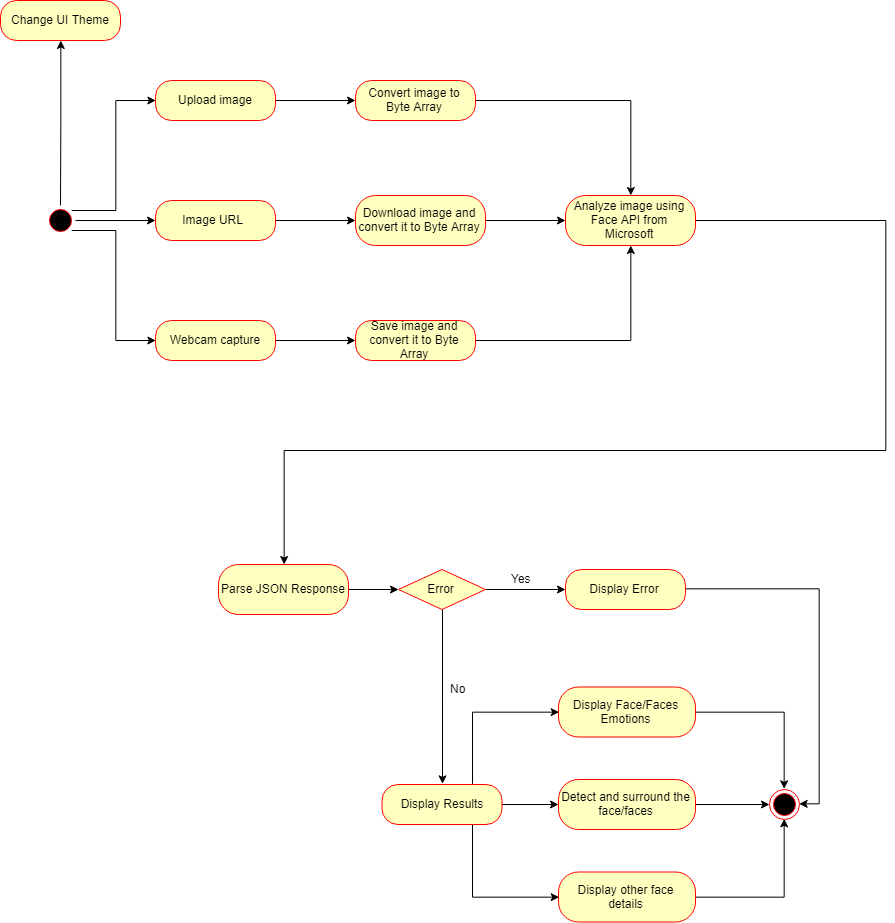 Change UI Theme
Upload image
Convert image to
Byte Array
Image URL
Download image and
convert it to Byte Array
Analyze image using
Face API from
Microsoft
Webcam capture
Save image and
convert it to Byte
Array
Parse JSON Response
Error
Yes
Display Error
No
Display Face/Faces
Emotions
Display Results
Detect and surround the
face/faces
Display other face
details